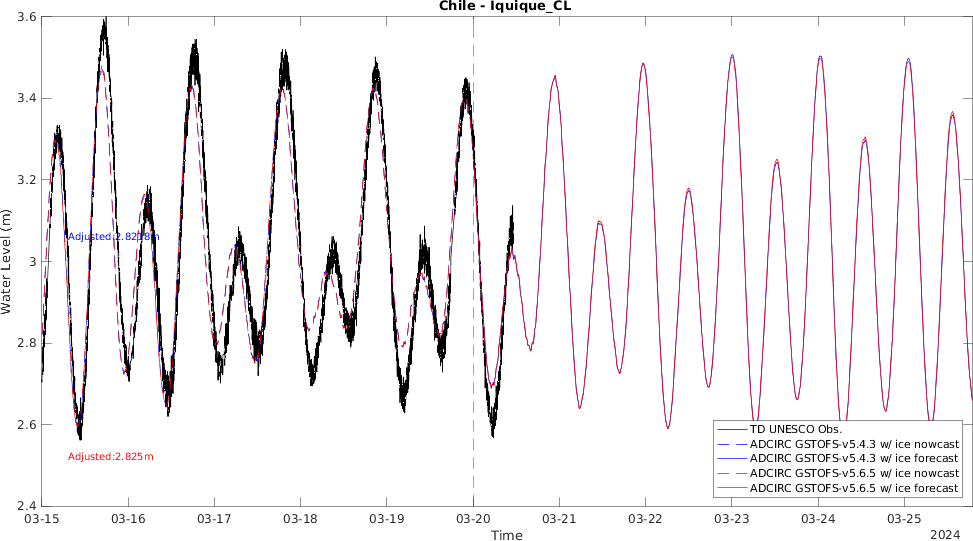 Chile - Iquique_CL
3.6
3.4
3.2
3
2.8
2.6
2.4
Water Level (m)
Adjusted:2.8218m
Adjusted:2.825m
TD UNESCO Obs.
ADCIRC GSTOFS-v5.4.3 w/ ice nowcast
ADCIRC GSTOFS-v5.4.3 w/ ice forecast
ADCIRC GSTOFS-v5.6.5 w/ ice nowcast
ADCIRC GSTOFS-v5.6.5 w/ ice forecast
03-15 03-16 03-17 03-18 03-19 03-20 03-21 03-22 03-23 03-24 03-25
Time
2024